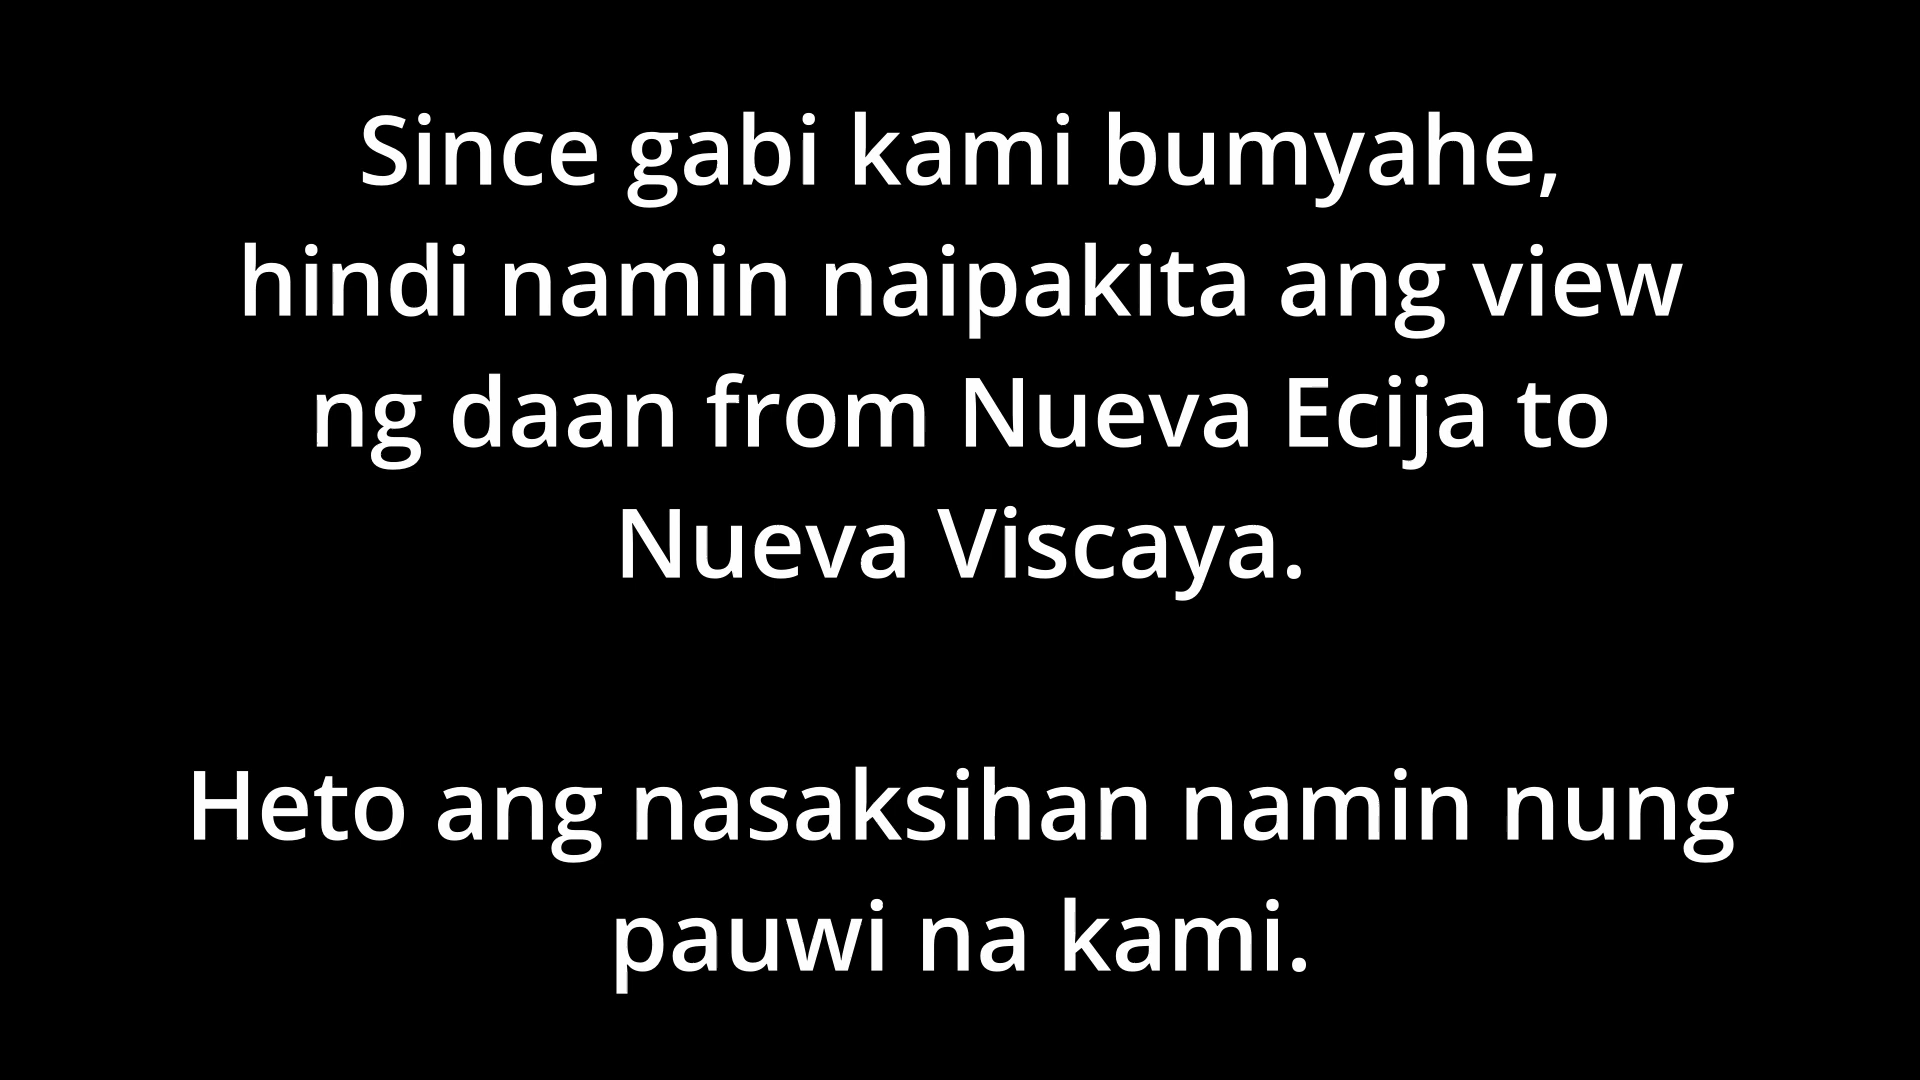 Since gabi kami bumyahe,
hindi namin naipakita ang view
ng daan from Nueva Ecija to
Nueva Viscaya.
Heto ang nasaksihan namin nung
pauwi na kami.